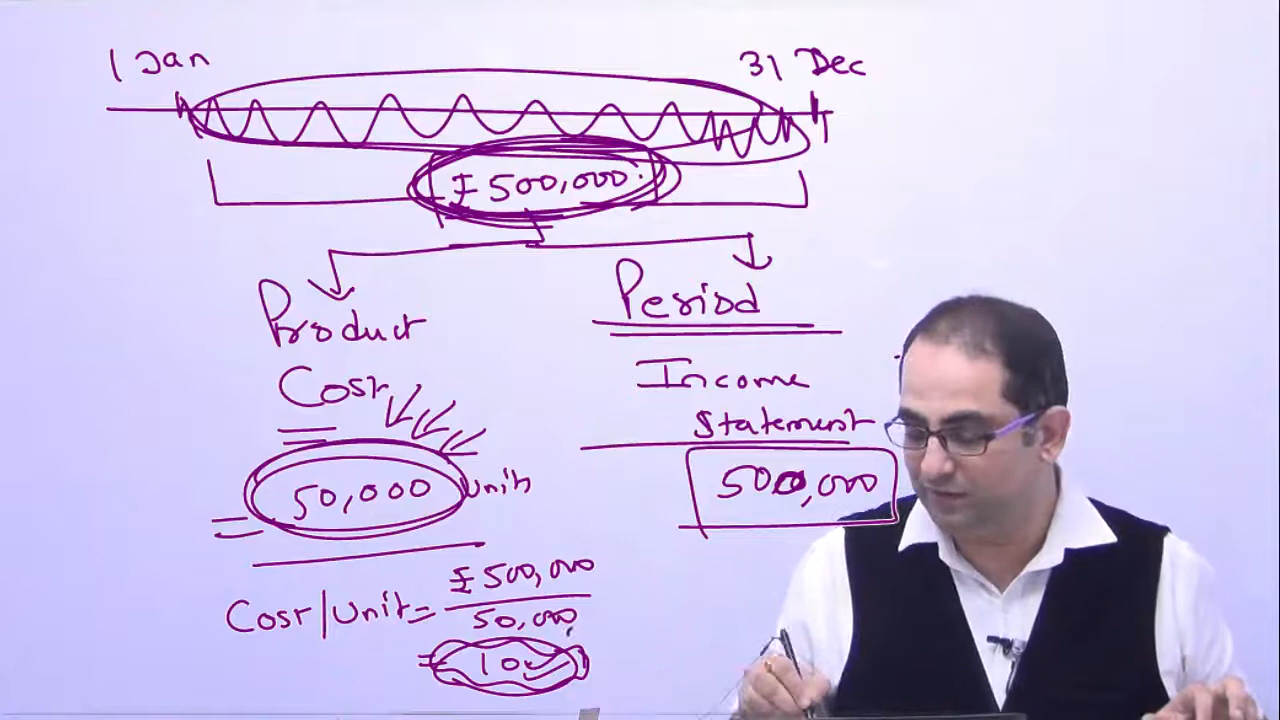 1 Jan
31 Dec
£500,000.
Product
Cost
50,000 units
Cost/Unit = £500,000
50,000
= 10
Period
Income
Statement
500,000